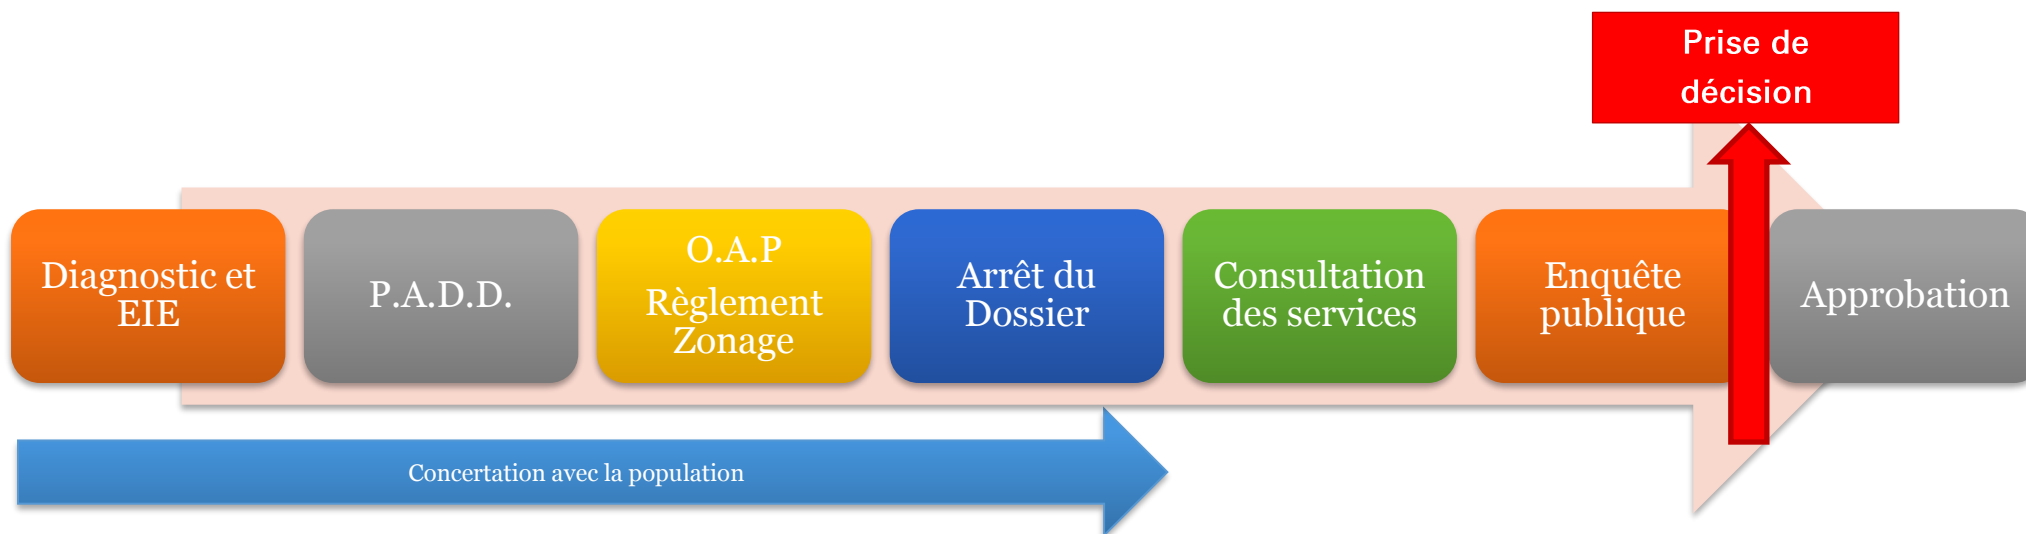 Prise de
décision
Diagnostic et
EIE
P.A.D.D.
O.A.P
Règlement
Zonage
Arrêt du
Dossier
Consultation
des services
Enquête
publique
Approbation
Concertation avec la population